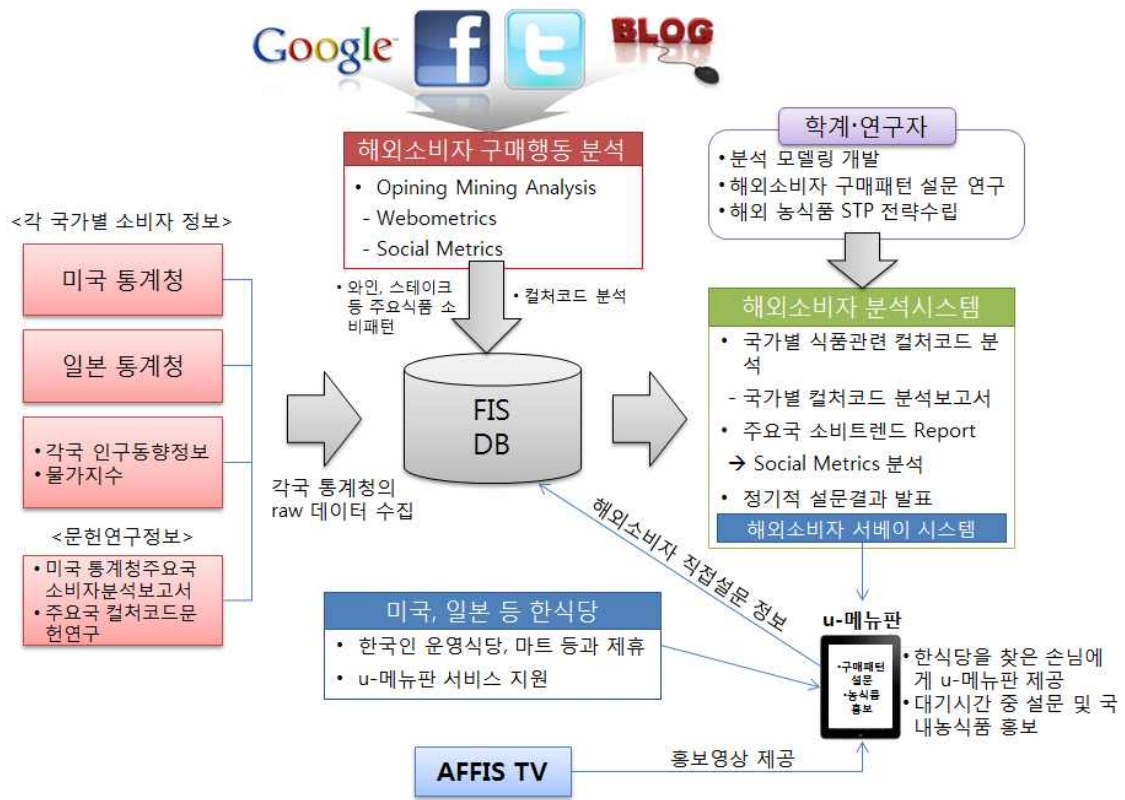 Google
f
t
BLOG
해외소비자 구매행동 분석
• Opining Mining Analysis
- Webometrics
- Social Metrics
학계·연구자
• 분석 모델링 개발
• 해외소비자 구매패턴 설문 연구
• 해외 농식품 STP 전략수립
<각 국가별 소비자 정보>
미국 통계청
일본 통계청
• 각국 인구동향정보
• 물가지수
<문헌연구정보>
• 미국 통계청주요국
소비자분석보고서
• 주요국 컬처코드문
헌연구
각국 통계청의
raw 데이터 수집
• 와인, 스테이크
등 주요식품 소
비패턴
• 컬처코드 분석
FIS
DB
해외소비자 분석시스템
• 국가별 식품관련 컬처코드 분
석
- 국가별 컬처코드 분석보고서
• 주요국 소비트렌드 Report
→ Social Metrics 분석
• 정기적 설문결과 발표
해외소비자 서베이 시스템
해외소비자 직접설문 정보
미국, 일본 등 한식당
• 한국인 운영식당, 마트 등과 제휴
• u-메뉴판 서비스 지원
u-메뉴판
•구매패턴
설문
•농식품
홍보
• 한식당을 찾은 손님에
게 u-메뉴판 제공
• 대기시간 중 설문 및 국
내농식품 홍보
AFFIS TV
홍보영상 제공